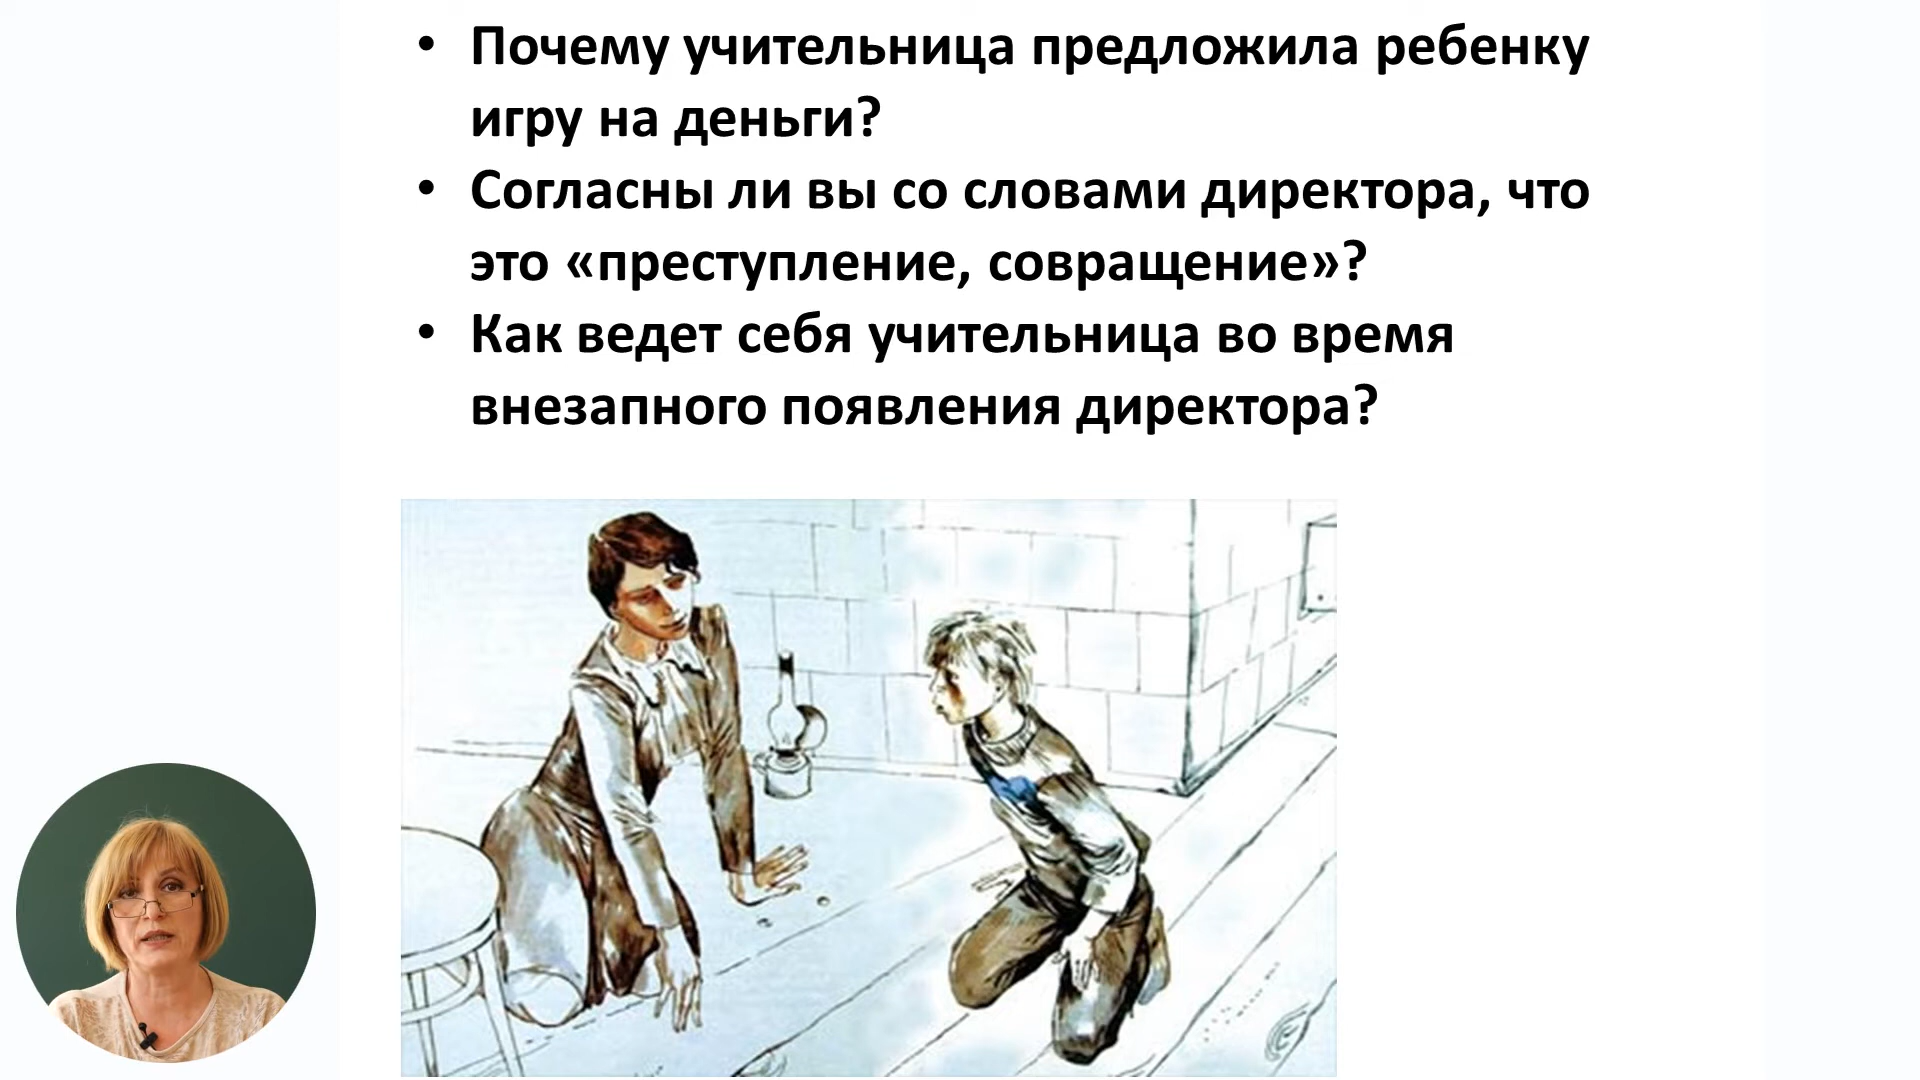 • Почему учительница предложила ребенку
игру на деньги?
• Согласны ли вы со словами директора, что
это «преступление, совращение»?
• Как ведет себя учительница во время
внезапного появления директора?